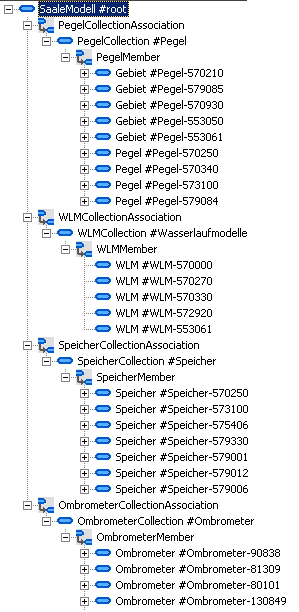 SaaleModell #root
PegelCollectionAssociation
PegelCollection #Pegel
PegelMember
Gebiet #Pegel-570210
Gebiet #Pegel-579085
Gebiet #Pegel-570930
Gebiet #Pegel-553050
Gebiet #Pegel-553061
Pegel #Pegel-570250
Pegel #Pegel-570340
Pegel #Pegel-573100
Pegel #Pegel-579084
WLMCollectionAssociation
WLMCollection #Wasserlaufmodelle
WLMMember
WLM #WLM-570000
WLM #WLM-570270
WLM #WLM-570330
WLM #WLM-572920
WLM #WLM-553061
SpeicherCollectionAssociation
SpeicherCollection #Speicher
SpeicherMember
Speicher #Speicher-570250
Speicher #Speicher-573100
Speicher #Speicher-575406
Speicher #Speicher-579330
Speicher #Speicher-579001
Speicher #Speicher-579012
Speicher #Speicher-579006
OmbrometerCollectionAssociation
OmbrometerCollection #Ombrometer
OmbrometerMember
Ombrometer #Ombrometer-90838
Ombrometer #Ombrometer-81309
Ombrometer #Ombrometer-80101
Ombrometer #Ombrometer-130849